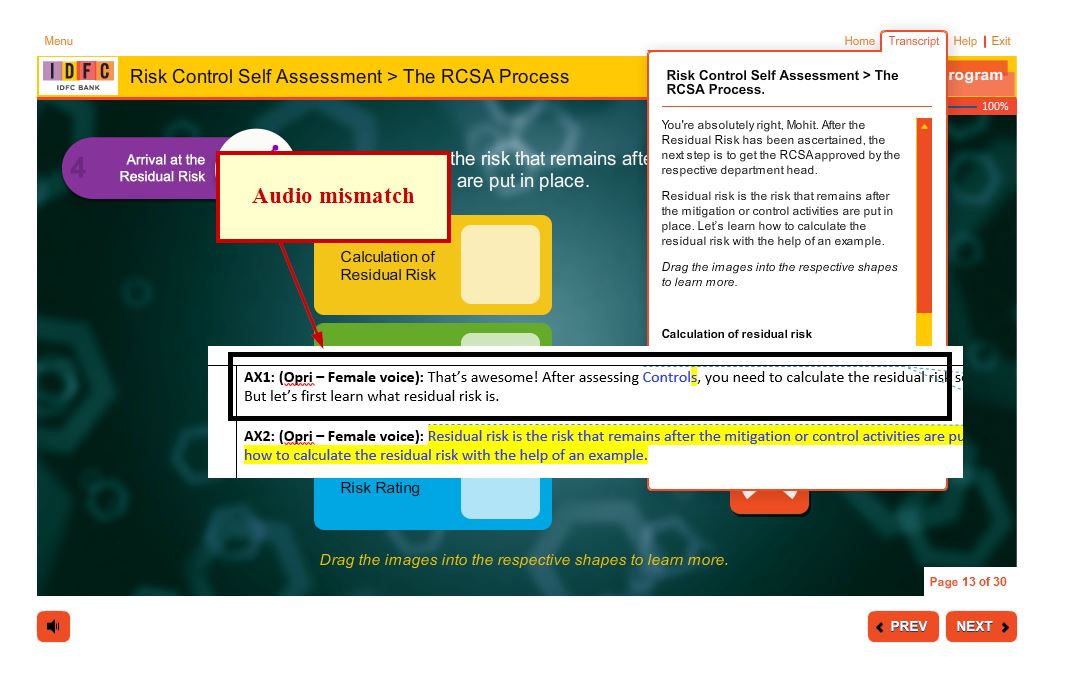 Menu
Home Transcript Help | Exit
IDFC
IDFC BANK
Risk Control Self Assessment > The RCSA Process
rogram
100%
Risk Control Self Assessment > The
RCSA Process.
You're absolutely right, Mohit. After the
Residual Risk has been ascertained, the
next step is to get the RCSA approved by the
respective department head.
Residual risk is the risk that remains after
the mitigation or control activities are put in
place. Let's learn how to calculate the
residual risk with the help of an example.
Drag the images into the respective shapes
to learn more.
Calculation of residual risk
4
Arrival at the
Residual Risk
the risk that remains afte
are put in place.
Audio mismatch
Calculation of
Residual Risk
AX1: (Opri – Female voice): That's awesome! After assessing Controls, you need to calculate the residual risk
But let's first learn what residual risk is.
AX2: (Opri – Female voice): Residual risk is the risk that remains after the mitigation or control activities are pu
how to calculate the residual risk with the help of an example.
Risk Rating
Drag the images into the respective shapes to learn more.
Page 13 of 30
PREV
NEXT